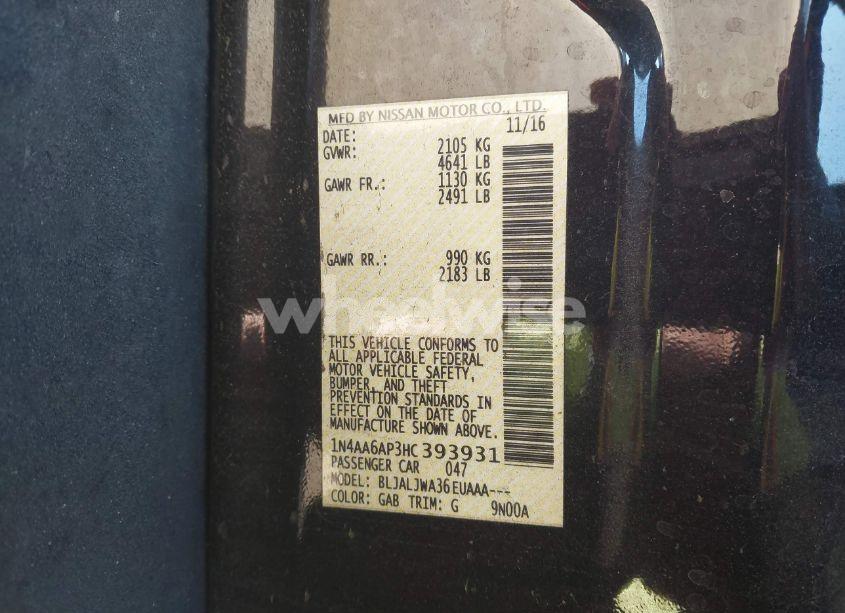 MFD BY NISSAN MOTOR CO., LTD.
DATE: 11/16
GVWR: 2105 KG
4641 LB
GAWR FR.: 1130 KG
2491 LB
GAWR RR.: 990 KG
2183 LB
wheelwise
THIS VEHICLE CONFORMS TO
ALL APPLICABLE FEDERAL
MOTOR VEHICLE SAFETY,
BUMPER, AND THEFT
PREVENTION STANDARDS IN
EFFECT ON THE DATE OF
MANUFACTURE SHOWN ABOVE.
1N4AA6AP3HC393931
PASSENGER CAR 047
MODEL: BLJALJWA36EUAAA---
COLOR: GAB TRIM: G 9N00A